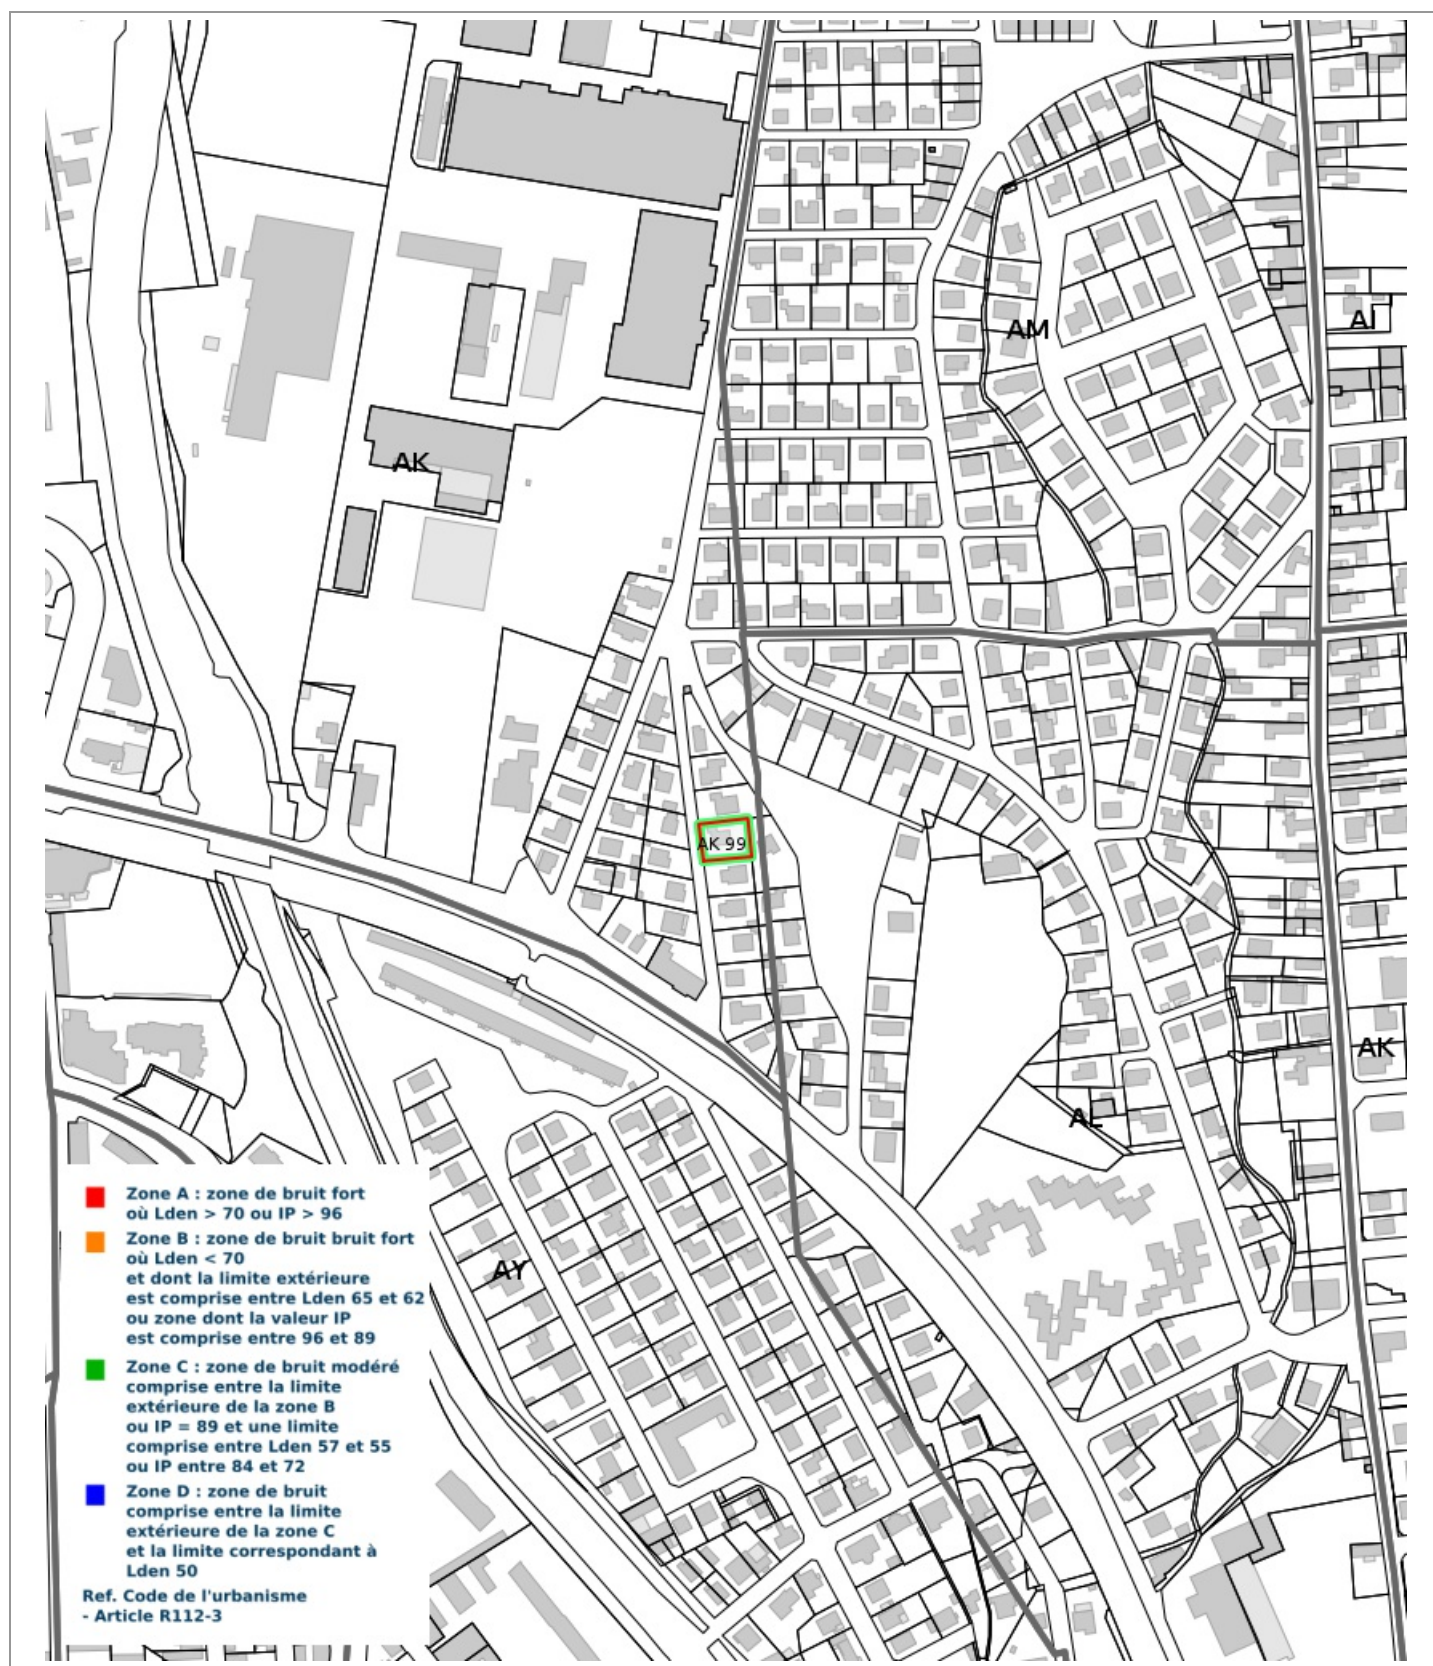 AM
AI
AK
AK 99
AK
AL
AY
Zone A : zone de bruit fort
où Lden > 70 ou IP > 96
Zone B : zone de bruit bruit fort
où Lden < 70
et dont la limite extérieure
est comprise entre Lden 65 et 62
ou zone dont la valeur IP
est comprise entre 96 et 89
Zone C : zone de bruit modéré
comprise entre la limite
extérieure de la zone B
ou IP = 89 et une limite
comprise entre Lden 57 et 55
ou IP entre 84 et 72
Zone D : zone de bruit
comprise entre la limite
extérieure de la zone C
et la limite correspondant à
Lden 50
Ref. Code de l'urbanisme
- Article R112-3